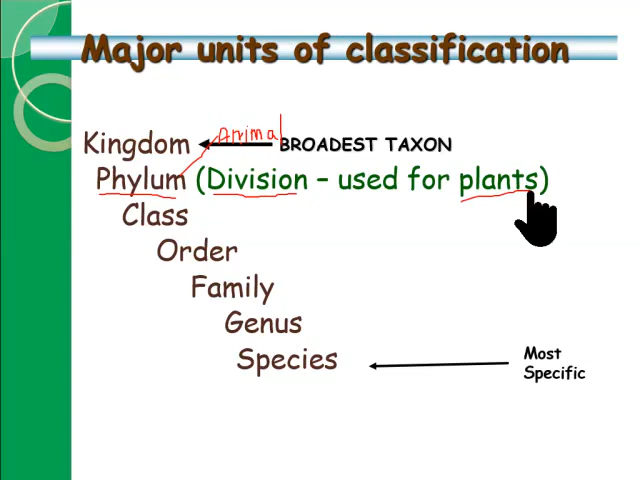 Major units of classification
Animal
Kingdom BROADEST TAXON
Phylum (Division – used for plants)
Class
Order
Family
Genus
Species
Most
Specific